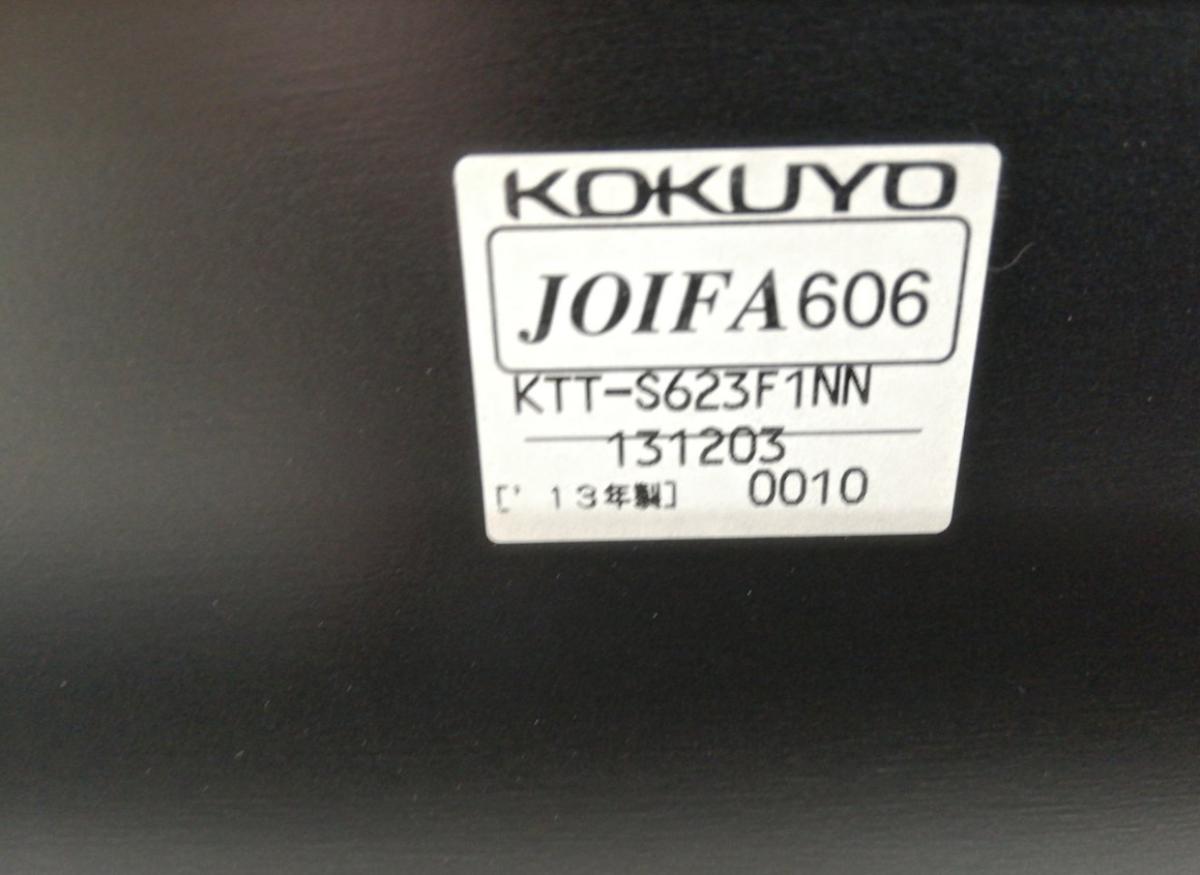 KOKUYO
JOIFA606
KTT-S623F1NN
131203
['13年製] 0010